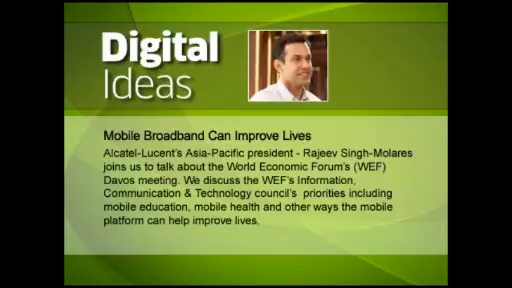 Digital
Ideas
Mobile Broadband Can Improve Lives
Alcatel-Lucent's Asia-Pacific president - Rajeev Singh-Molares
joins us to talk about the World Economic Forum's (WEF)
Davos meeting. We discuss the WEF's Information,
Communication & Technology council's priorities including
mobile education, mobile health and other ways the mobile
platform can help improve lives.